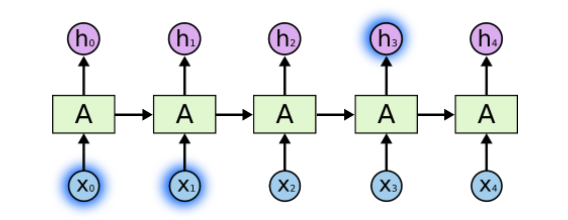 h₀ h₁ h₂ h₃ h₄
A A A A A
x₀ x₁ x₂ x₃ x₄